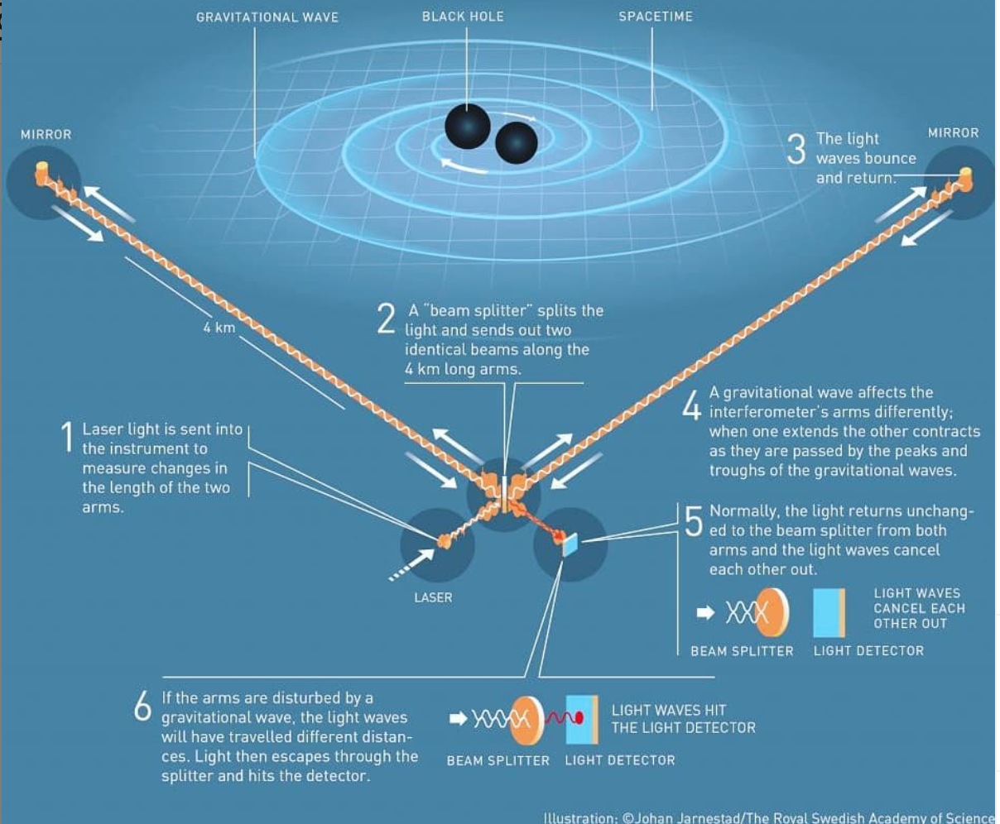 GRAVITATIONAL WAVE
BLACK HOLE
SPACETIME
MIRROR
3 The light
waves bounce
and return.
MIRROR
4 km
2 A "beam splitter" splits the
light and sends out two
identical beams along the
4 km long arms.
1 Laser light is sent into
the instrument to
measure changes in
the length of the two
arms.
4 A gravitational wave affects the
interferometer's arms differently;
when one extends the other contracts
as they are passed by the peaks and
troughs of the gravitational waves.
LASER
5 Normally, the light returns unchang-
ed to the beam splitter from both
arms and the light waves cancel
each other out.
LIGHT WAVES
CANCEL EACH
OTHER OUT
BEAM SPLITTER
LIGHT DETECTOR
6 If the arms are disturbed by a
gravitational wave, the light waves
will have travelled different distan-
ces. Light then escapes through the
splitter and hits the detector.
LIGHT WAVES HIT
THE LIGHT DETECTOR
BEAM SPLITTER
LIGHT DETECTOR
Illustration: ©Johan Jarnestad/The Royal Swedish Academy of Science